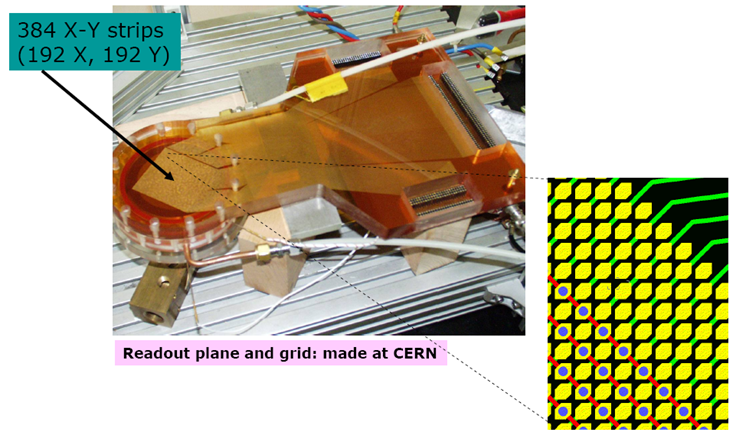 384 X-Y strips
(192 X, 192 Y)
Readout plane and grid: made at CERN